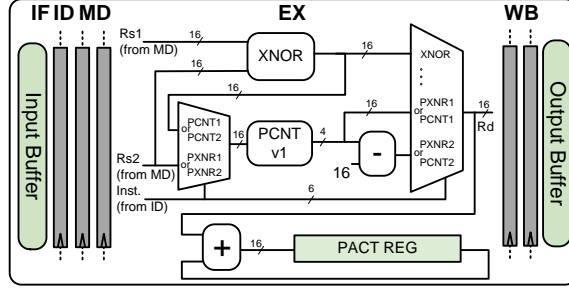 IF ID MD EX WB
Input Buffer
Rs1
(from MD)
16
XNOR
16
16
16
Rs2
(from MD)
Inst.
(from ID)
PCNT1
or
PCNT2
PXNR1
or
PXNR2
16
PCNT
v1
4
16
-
16
6
XNOR
PXNR1
or
PCNT1
PXNR2
or
PCNT2
16
Rd
+
16
PACT REG
Output Buffer